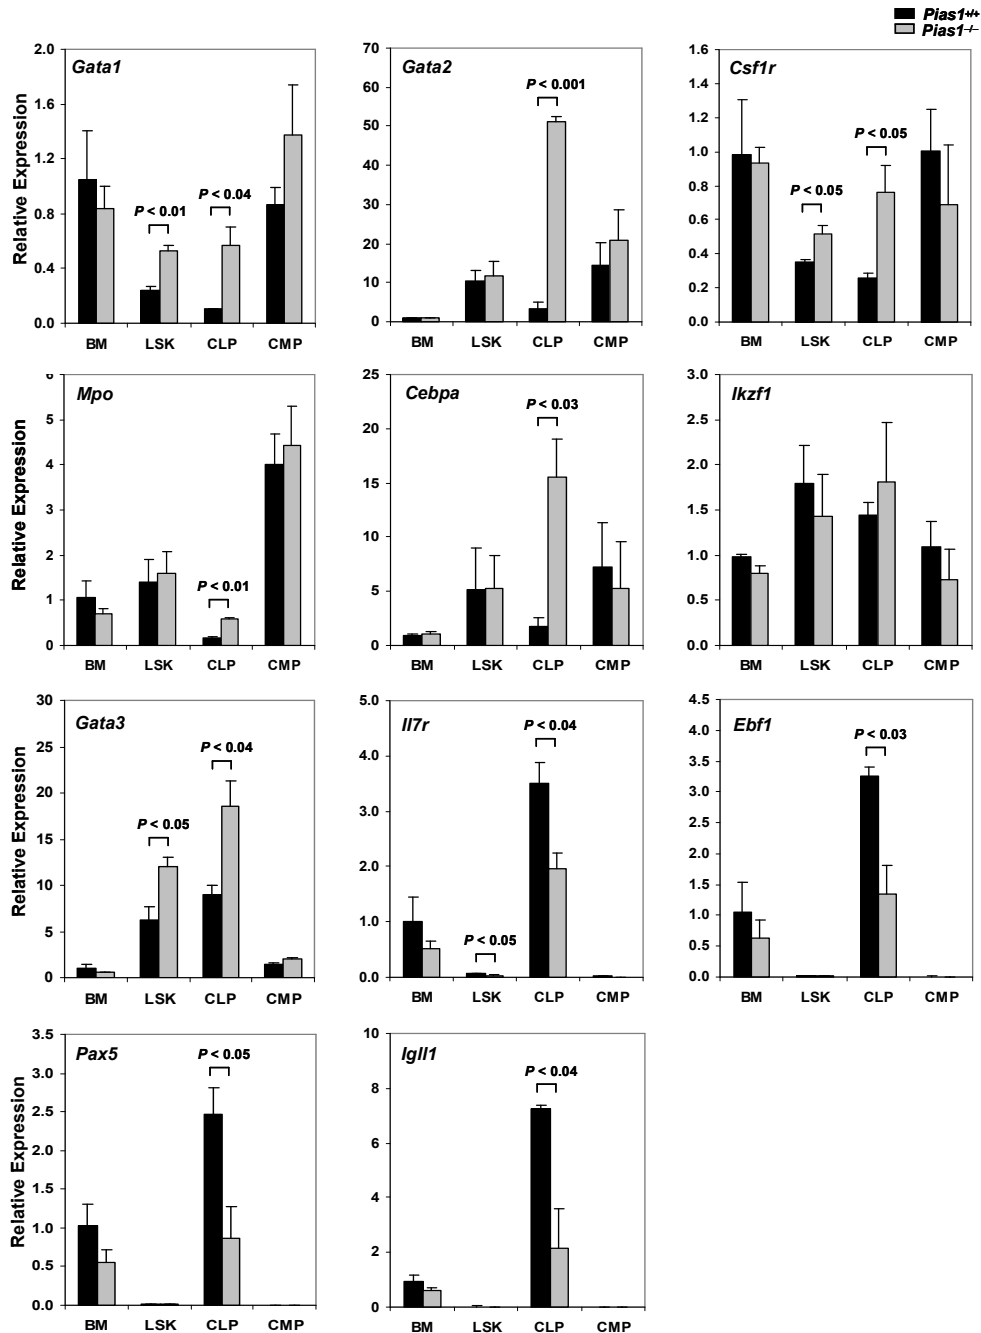 Pias1+/+
Pias1–/–
Gata1
Relative Expression
2.0
1.6
1.2
0.8
0.4
0.0
P < 0.01
P < 0.04
BM LSK CLP CMP
Gata2
70
60
50
40
30
20
10
0
P < 0.001
BM LSK CLP CMP
Csf1r
1.6
1.4
1.2
1.0
0.8
0.6
0.4
0.2
0.0
P < 0.05
P < 0.05
BM LSK CLP CMP
Mpo
Relative Expression
6
5
4
3
2
1
0
P < 0.01
BM LSK CLP CMP
Cebpa
25
20
15
10
5
0
P < 0.03
BM LSK CLP CMP
Ikzf1
3.0
2.5
2.0
1.5
1.0
0.5
0.0
BM LSK CLP CMP
Gata3
Relative Expression
30
25
20
15
10
5
0
P < 0.05
P < 0.04
BM LSK CLP CMP
Il7r
5.0
4.0
3.0
2.0
1.0
0.0
P < 0.05
P < 0.04
BM LSK CLP CMP
Ebf1
4.5
4.0
3.5
3.0
2.5
2.0
1.5
1.0
0.5
0.0
P < 0.03
BM LSK CLP CMP
Pax5
Relative Expression
3.5
3.0
2.5
2.0
1.5
1.0
0.5
0.0
P < 0.05
BM LSK CLP CMP
Igll1
10
8
6
4
2
0
P < 0.04
BM LSK CLP CMP